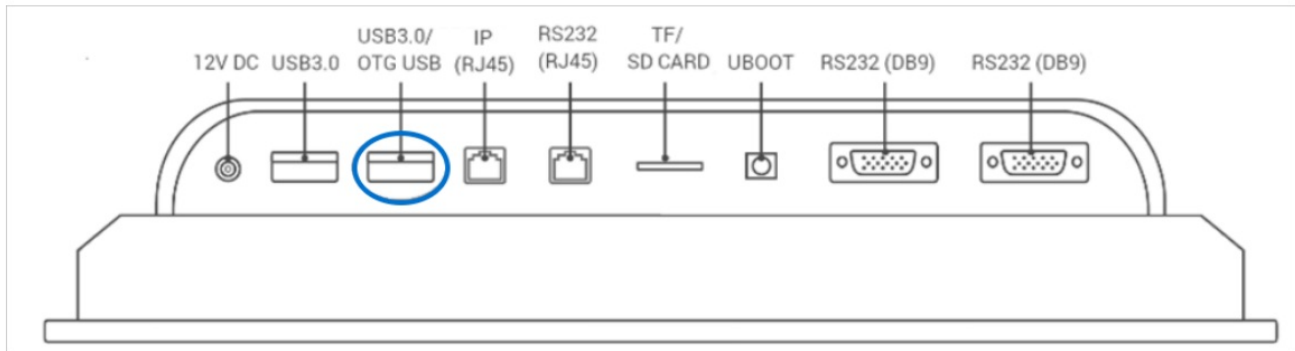 12V DC
USB3.0
USB3.0/
OTG USB
IP
(RJ45)
RS232
(RJ45)
TF/
SD CARD
UBOOT
RS232 (DB9)
RS232 (DB9)